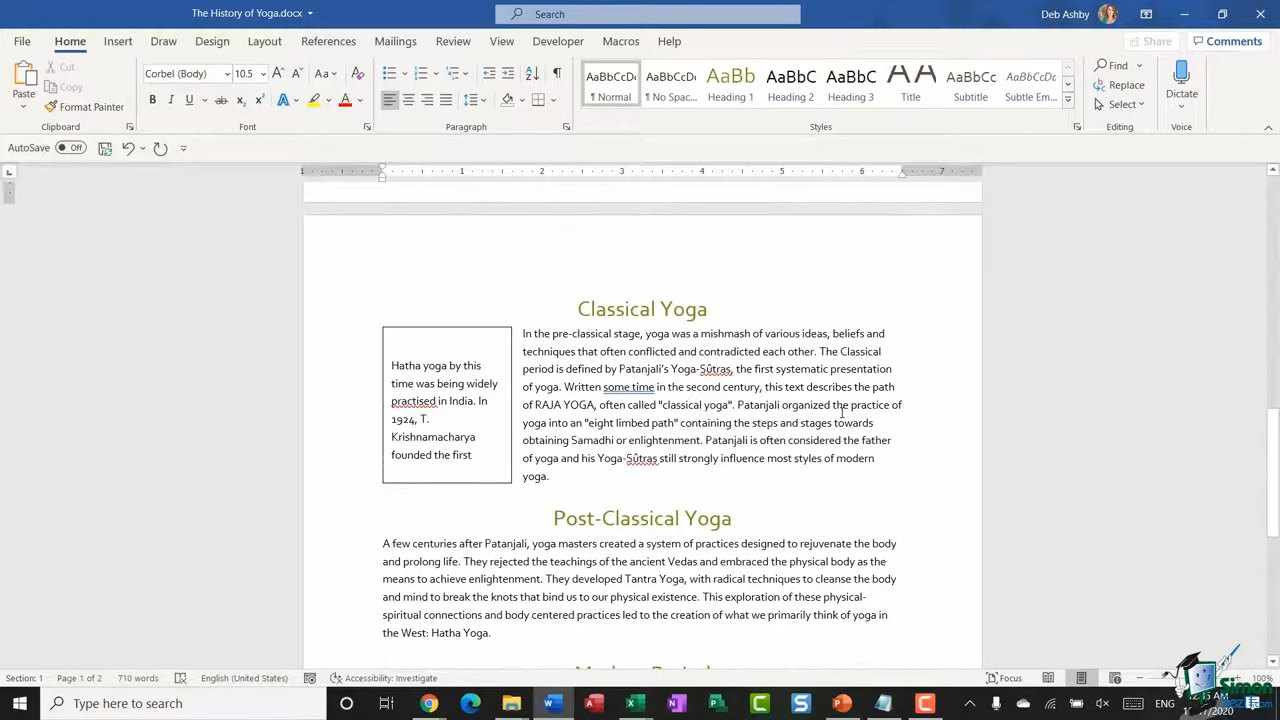 The History of Yoga.docx
Search
Deb Ashby
File Home Insert Draw Design Layout References Mailings Review View Developer Macros Help
Share Comments
Paste
Cut
Copy
Format Painter
Clipboard
Corbel (Body) 10.5
Font
Paragraph
AaBbCcDc AaBbCcDc AaBb AaBbC AaBbC AA AaBbCc AaBbCcDc
¶ Normal ¶ No Spac... Heading 1 Heading 2 Heading 3 Title Subtitle Subtle Em...
Styles
Find
Replace
Select
Editing
Dictate
Voice
AutoSave Off
1 1 2 3 4 5 6 7
Classical Yoga
Hatha yoga by this
time was being widely
practised in India. In
1924, T.
Krishnamacharya
founded the first
In the pre-classical stage, yoga was a mishmash of various ideas, beliefs and
techniques that often conflicted and contradicted each other. The Classical
period is defined by Patanjali's Yoga-Sûtras, the first systematic presentation
of yoga. Written some time in the second century, this text describes the path
of RAJA YOGA, often called "classical yoga". Patanjali organized the practice of
yoga into an "eight limbed path" containing the steps and stages towards
obtaining Samadhi or enlightenment. Patanjali is often considered the father
of yoga and his Yoga-Sûtras still strongly influence most styles of modern
yoga.
Post-Classical Yoga
A few centuries after Patanjali, yoga masters created a system of practices designed to rejuvenate the body
and prolong life. They rejected the teachings of the ancient Vedas and embraced the physical body as the
means to achieve enlightenment. They developed Tantra Yoga, with radical techniques to cleanse the body
and mind to break the knots that bind us to our physical existence. This exploration of these physical-
spiritual connections and body centered practices led to the creation of what we primarily think of yoga in
the West: Hatha Yoga.
Section: 1 Page 1 of 2 710 words English (United States) Accessibility: Investigate Focus 100%
Type here to search
ENG